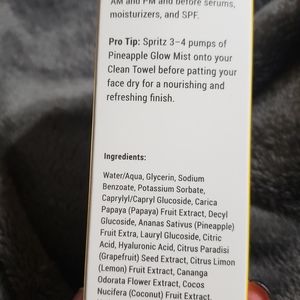 AM and PM and before serums,
moisturizers, and SPF.
Pro Tip: Spritz 3–4 pumps of
Pineapple Glow Mist onto your
Clean Towel before patting your
face dry for a nourishing and
refreshing finish.
Ingredients:
Water/Aqua, Glycerin, Sodium
Benzoate, Potassium Sorbate,
Caprylyl/Capryl Glucoside, Carica
Papaya (Papaya) Fruit Extract, Decyl
Glucoside, Ananas Sativus (Pineapple)
Fruit Extra, Lauryl Glucoside, Citric
Acid, Hyaluronic Acid, Citrus Paradisi
(Grapefruit) Seed Extract, Citrus Limon
(Lemon) Fruit Extract, Cananga
Odorata Flower Extract, Cocos
Nucifera (Coconut) Fruit Extract,